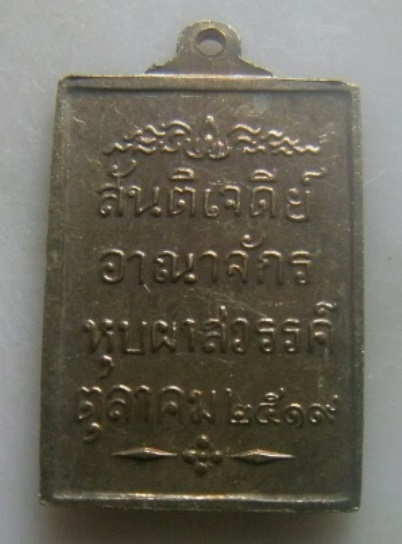 สันติเจดีย์
อาณาจักร
หุบผาสวรรค์
ตุลาคม ๒๕๑๙